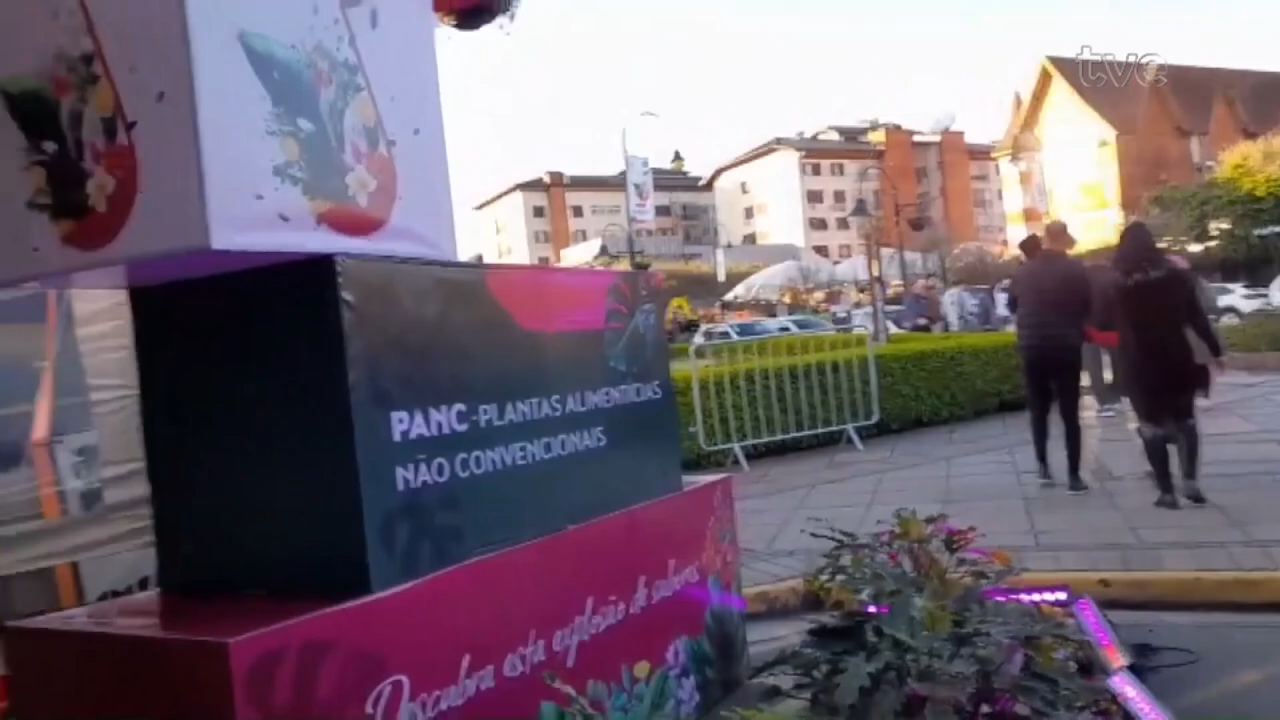 tve
PANC-PLANTAS ALIMENTÍCIAS
NÃO CONVENCIONAIS
Descubra esta explosão de sabores